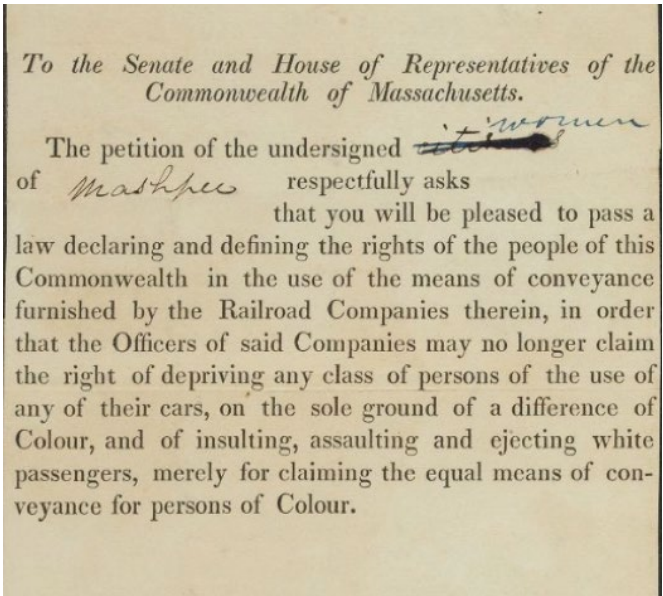 To the Senate and House of Representatives of the
Commonwealth of Massachusetts.
The petition of the undersigned citizens women
of Mashpee respectfully asks
that you will be pleased to pass a
law declaring and defining the rights of the people of this
Commonwealth in the use of the means of conveyance
furnished by the Railroad Companies therein, in order
that the Officers of said Companies may no longer claim
the right of depriving any class of persons of the use of
any of their cars, on the sole ground of a difference of
Colour, and of insulting, assaulting and ejecting white
passengers, merely for claiming the equal means of con-
veyance for persons of Colour.